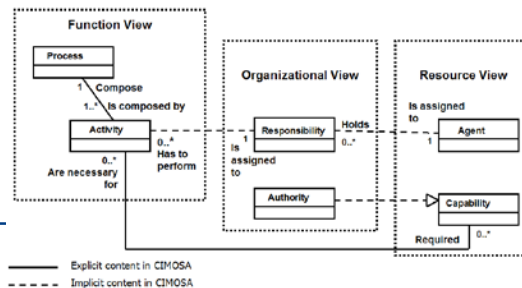 Function View
Process
1
Compose
1..*
Is composed by
Activity
0..*
Has to
perform
0..*
Are necessary
for
Organizational View
1
Responsibility
Holds
0..*
Is
assigned
to
Authority
Resource View
Is assigned
to
1
Agent
Capability
Required
0..*
Explicit content in CIMOSA
Implicit content in CIMOSA